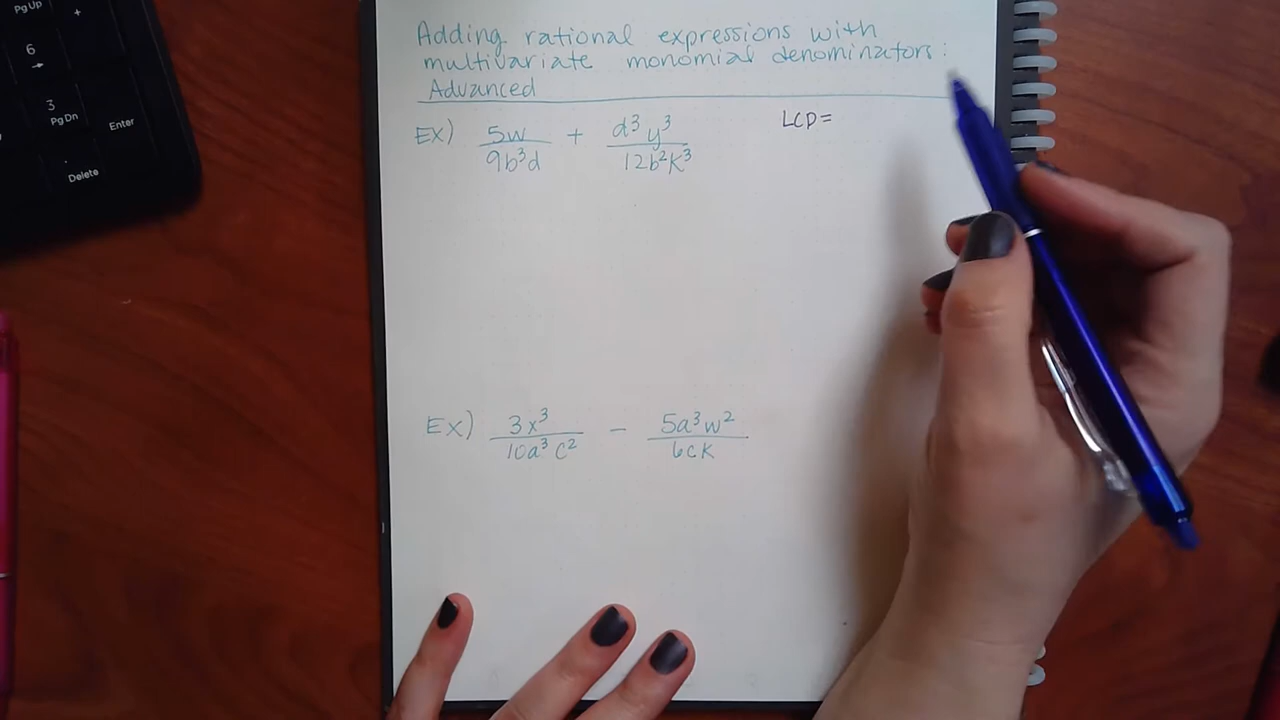 PgUp
+
6
→
3
PgDn
Enter
.
Delete
Adding rational expressions with
multivariate monomial denominators:
Advanced
EX) 5w/9b³d + d³y³/12b²k³
LCD=
EX) 3x³/10a³c² - 5a³w²/6ck